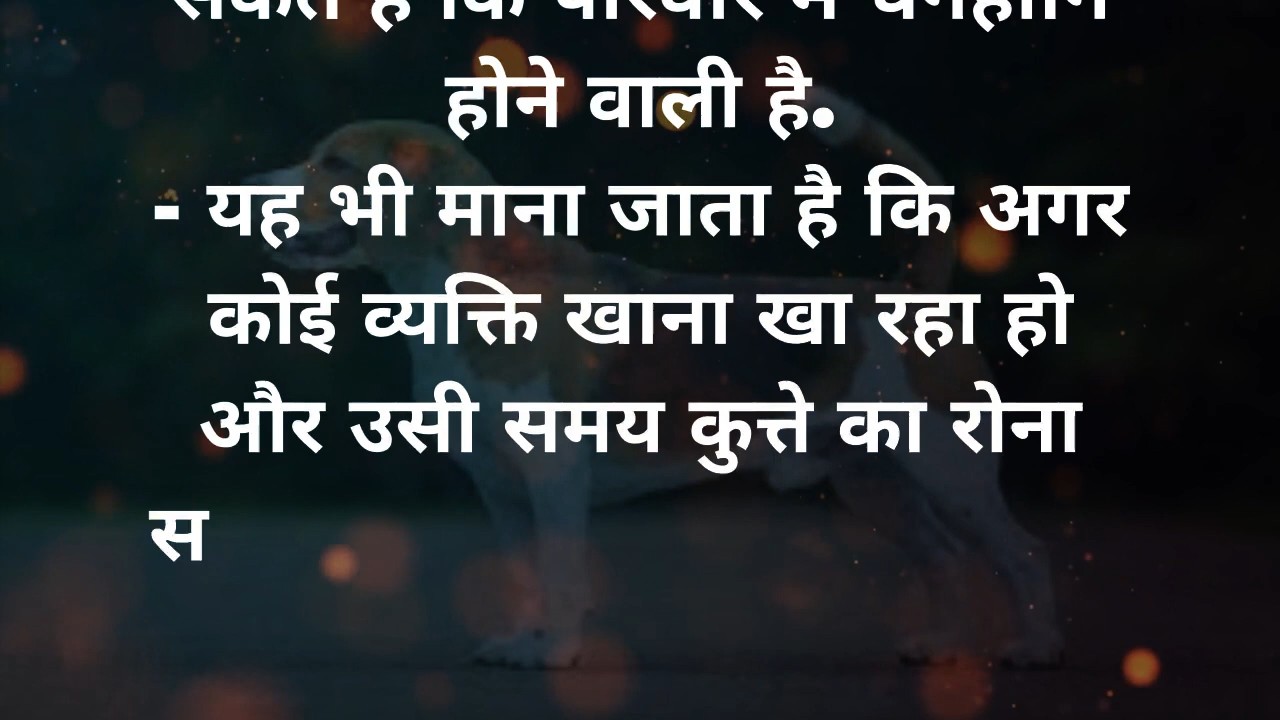 होने वाली है.
- यह भी माना जाता है कि अगर
कोई व्यक्ति खाना खा रहा हो
और उसी समय कुत्ते का रोना
स